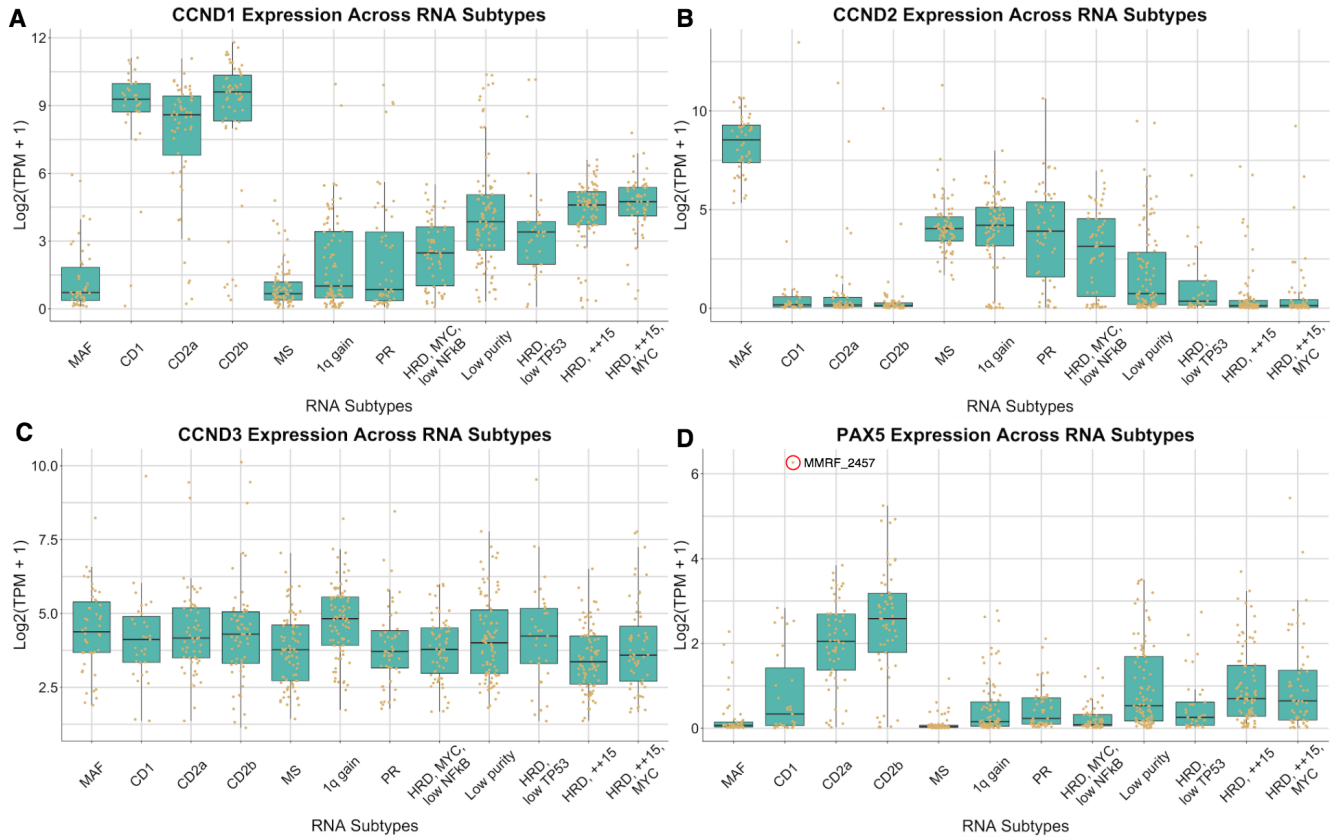 A
CCND1 Expression Across RNA Subtypes
Log2(TPM + 1)
12
9
6
3
0
MAF
CD1
CD2a
CD2b
MS
1q gain
PR
HRD, MYC,
low NFkB
Low purity
HRD,
low TP53
HRD, ++15
HRD, ++15,
MYC
RNA Subtypes
B
CCND2 Expression Across RNA Subtypes
Log2(TPM + 1)
10
5
0
MAF
CD1
CD2a
CD2b
MS
1q gain
PR
HRD, MYC,
low NFkB
Low purity
HRD,
low TP53
HRD, ++15
HRD, ++15,
MYC
RNA Subtypes
C
CCND3 Expression Across RNA Subtypes
Log2(TPM + 1)
10.0
7.5
5.0
2.5
MAF
CD1
CD2a
CD2b
MS
1q gain
PR
HRD, MYC,
low NFkB
Low purity
HRD,
low TP53
HRD, ++15
HRD, ++15,
MYC
RNA Subtypes
D
PAX5 Expression Across RNA Subtypes
MMRF_2457
Log2(TPM + 1)
6
4
2
0
MAF
CD1
CD2a
CD2b
MS
1q gain
PR
HRD, MYC,
low NFkB
Low purity
HRD,
low TP53
HRD, ++15
HRD, ++15,
MYC
RNA Subtypes